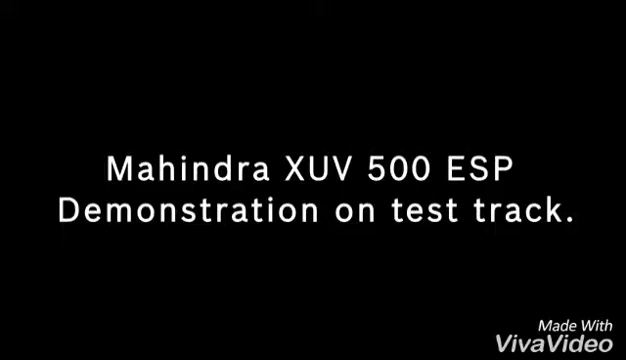 Mahindra XUV 500 ESP
Demonstration on test track.
Made With
VivaVideo